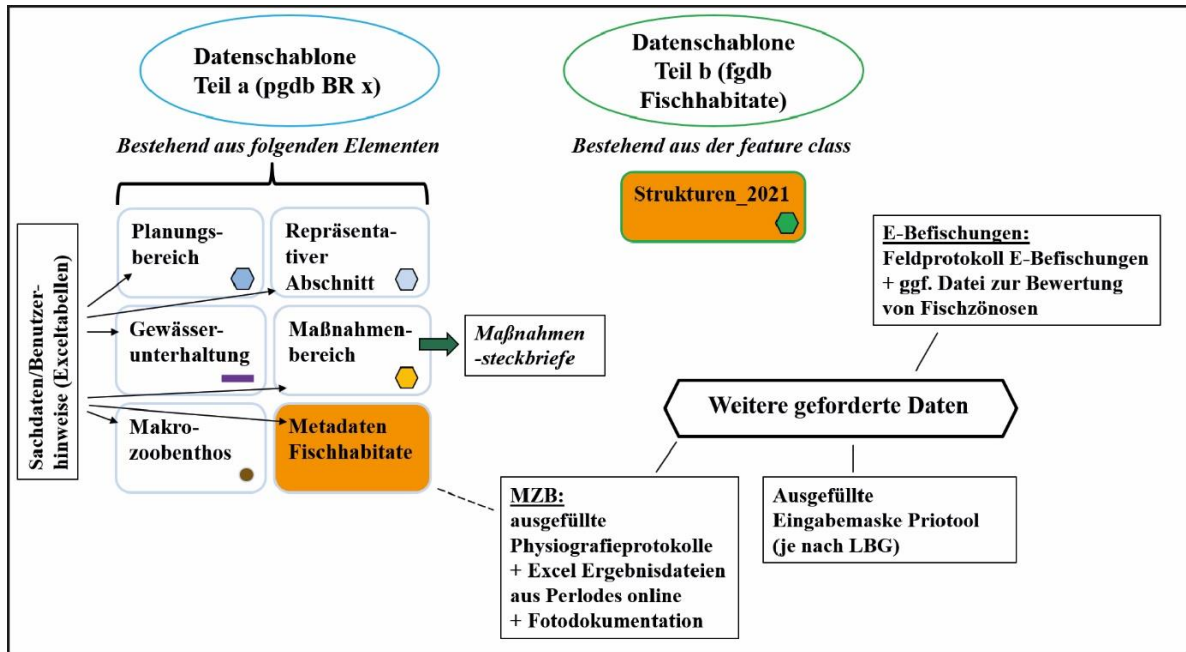 Datenschablone
Teil a (pgdb BR x)
Datenschablone
Teil b (fgdb
Fischhabitate)
Bestehend aus folgenden Elementen
Bestehend aus der feature class
Sachdaten/Benutzer-
hinweise (Exceltabellen)
Planungs-
bereich
Repräsenta-
tiver
Abschnitt
Gewässer-
unterhaltung
Maßnahmen-
bereich
Makro-
zoobenthos
Metadaten
Fischhabitate
Maßnahmen
-steckbriefe
Strukturen_2021
E-Befischungen:
Feldprotokoll E-Befischungen
+ ggf. Datei zur Bewertung
von Fischzönosen
Weitere geforderte Daten
MZB:
ausgefüllte
Physiografieprotokolle
+ Excel Ergebnisdateien
aus Perlodes online
+ Fotodokumentation
Ausgefüllte
Eingabemaske Priotool
(je nach LBG)